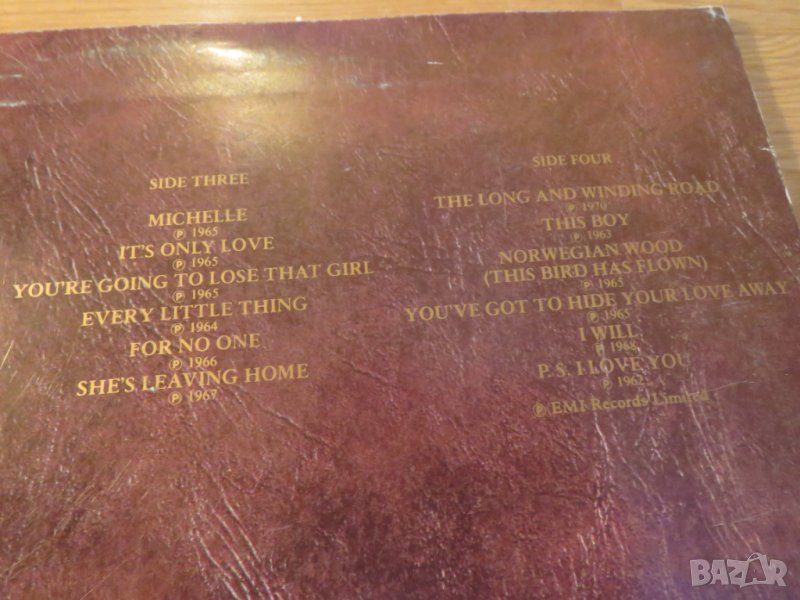 SIDE THREE
MICHELLE
℗ 1965
IT'S ONLY LOVE
℗ 1965
YOU'RE GOING TO LOSE THAT GIRL
℗ 1965
EVERY LITTLE THING
℗ 1964
FOR NO ONE
℗ 1966
SHE'S LEAVING HOME
℗ 1967
SIDE FOUR
THE LONG AND WINDING ROAD
℗ 1970
THIS BOY
℗ 1963
NORWEGIAN WOOD
(THIS BIRD HAS FLOWN)
℗ 1965
YOU'VE GOT TO HIDE YOUR LOVE AWAY
℗ 1965
I WILL
℗ 1968
P.S. I LOVE YOU
℗ 1962
℗ EMI Records Limited
BAZAR